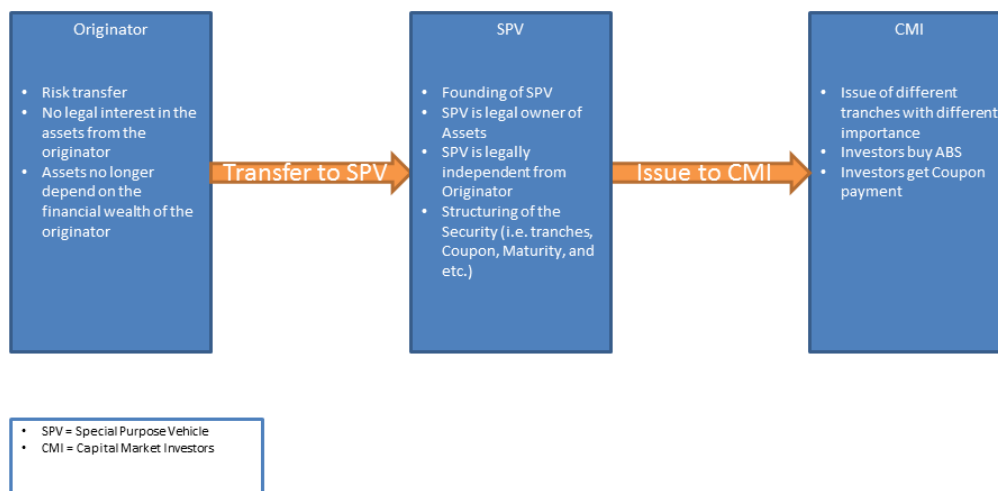 Originator
• Risk transfer
• No legal interest in the
assets from the
originator
• Assets no longer
depend on the
financial wealth of the
originator
Transfer to SPV
SPV
• Founding of SPV
• SPV is legal owner of
Assets
• SPV is legally
independent from
Originator
• Structuring of the
Security (i.e. tranches,
Coupon, Maturity, and
etc.)
Issue to CMI
CMI
• Issue of different
tranches with different
importance
• Investors buy ABS
• Investors get Coupon
payment
• SPV = Special Purpose Vehicle
• CMI = Capital Market Investors